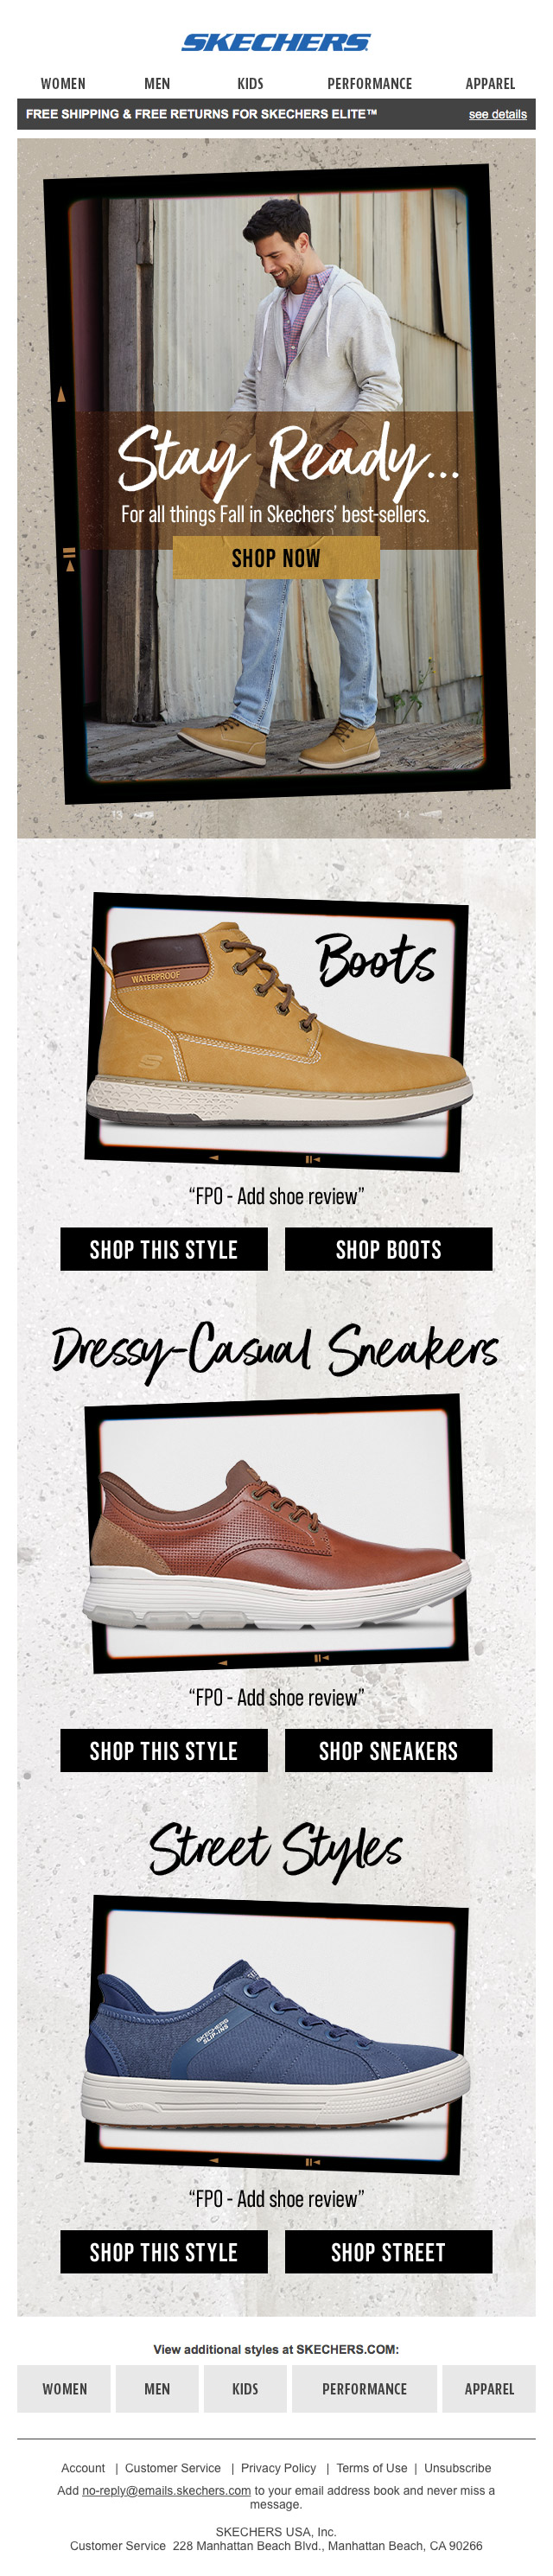 SKECHERS
WOMEN MEN KIDS PERFORMANCE APPAREL
FREE SHIPPING & FREE RETURNS FOR SKECHERS ELITE™ see details
Stay Ready...
For all things Fall in Skechers' best-sellers.
SHOP NOW
13 14
Boots
WATERPROOF
S
“FPO - Add shoe review”
SHOP THIS STYLE SHOP BOOTS
Dressy-Casual Sneakers
“FPO - Add shoe review”
SHOP THIS STYLE SHOP SNEAKERS
Street Styles
SKECHERS
SLIP-INS
“FPO - Add shoe review”
SHOP THIS STYLE SHOP STREET
View additional styles at SKECHERS.COM:
WOMEN MEN KIDS PERFORMANCE APPAREL
Account | Customer Service | Privacy Policy | Terms of Use | Unsubscribe
Add no-reply@emails.skechers.com to your email address book and never miss a
message.
SKECHERS USA, Inc.
Customer Service 228 Manhattan Beach Blvd., Manhattan Beach, CA 90266